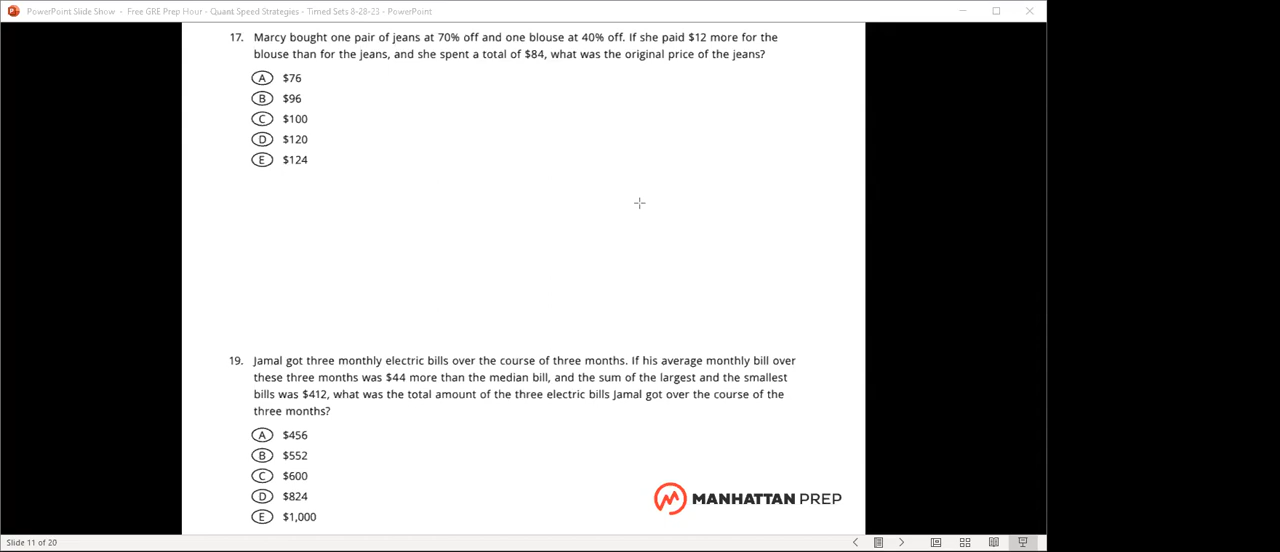 PowerPoint Slide Show - Free GRE Prep Hour - Quant Speed Strategies - Timed Sets 8-28-23 - PowerPoint
17. Marcy bought one pair of jeans at 70% off and one blouse at 40% off. If she paid $12 more for the
blouse than for the jeans, and she spent a total of $84, what was the original price of the jeans?
A $76
B $96
C $100
D $120
E $124
19. Jamal got three monthly electric bills over the course of three months. If his average monthly bill over
these three months was $44 more than the median bill, and the sum of the largest and the smallest
bills was $412, what was the total amount of the three electric bills Jamal got over the course of the
three months?
A $456
B $552
C $600
D $824
E $1,000
MANHATTAN PREP
Slide 11 of 20